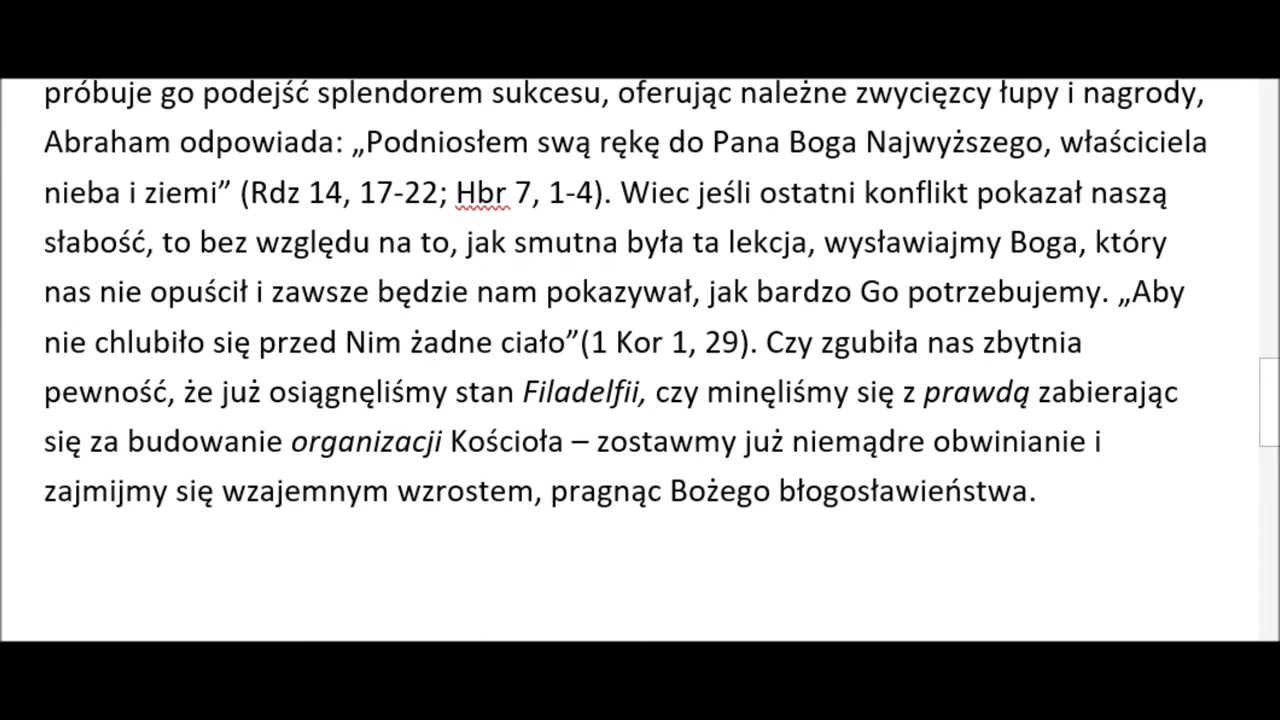 próbuje go podejść splendorem sukcesu, oferując należne zwycięzcy łupy i nagrody,
Abraham odpowiada: „Podniosłem swą rękę do Pana Boga Najwyższego, właściciela
nieba i ziemi” (Rdz 14, 17-22; Hbr 7, 1-4). Wiec jeśli ostatni konflikt pokazał naszą
słabość, to bez względu na to, jak smutna była ta lekcja, wysławiajmy Boga, który
nas nie opuścił i zawsze będzie nam pokazywał, jak bardzo Go potrzebujemy. „Aby
nie chlubiło się przed Nim żadne ciało”(1 Kor 1, 29). Czy zgubiła nas zbytnia
pewność, że już osiągnęliśmy stan Filadelfii, czy minęliśmy się z prawdą zabierając
się za budowanie organizacji Kościoła – zostawmy już niemądre obwinianie i
zajmijmy się wzajemnym wzrostem, pragnąc Bożego błogosławieństwa.